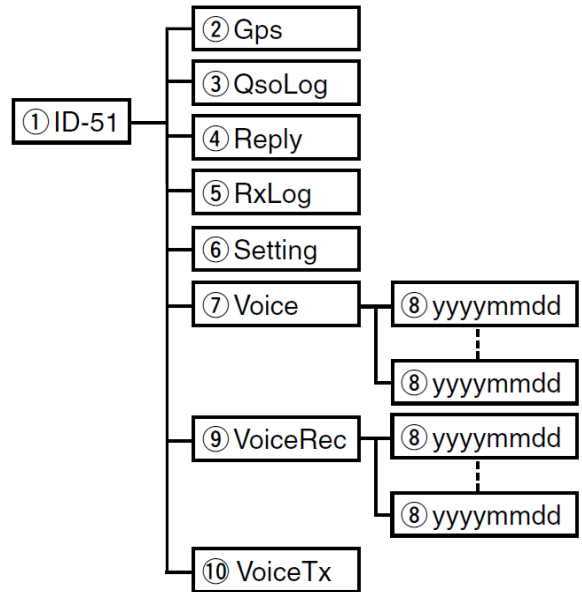 ② Gps
③ QsoLog
① ID-51
④ Reply
⑤ RxLog
⑥ Setting
⑦ Voice
⑧ yyyymmdd
⑧ yyyymmdd
⑨ VoiceRec
⑧ yyyymmdd
⑧ yyyymmdd
⑩ VoiceTx